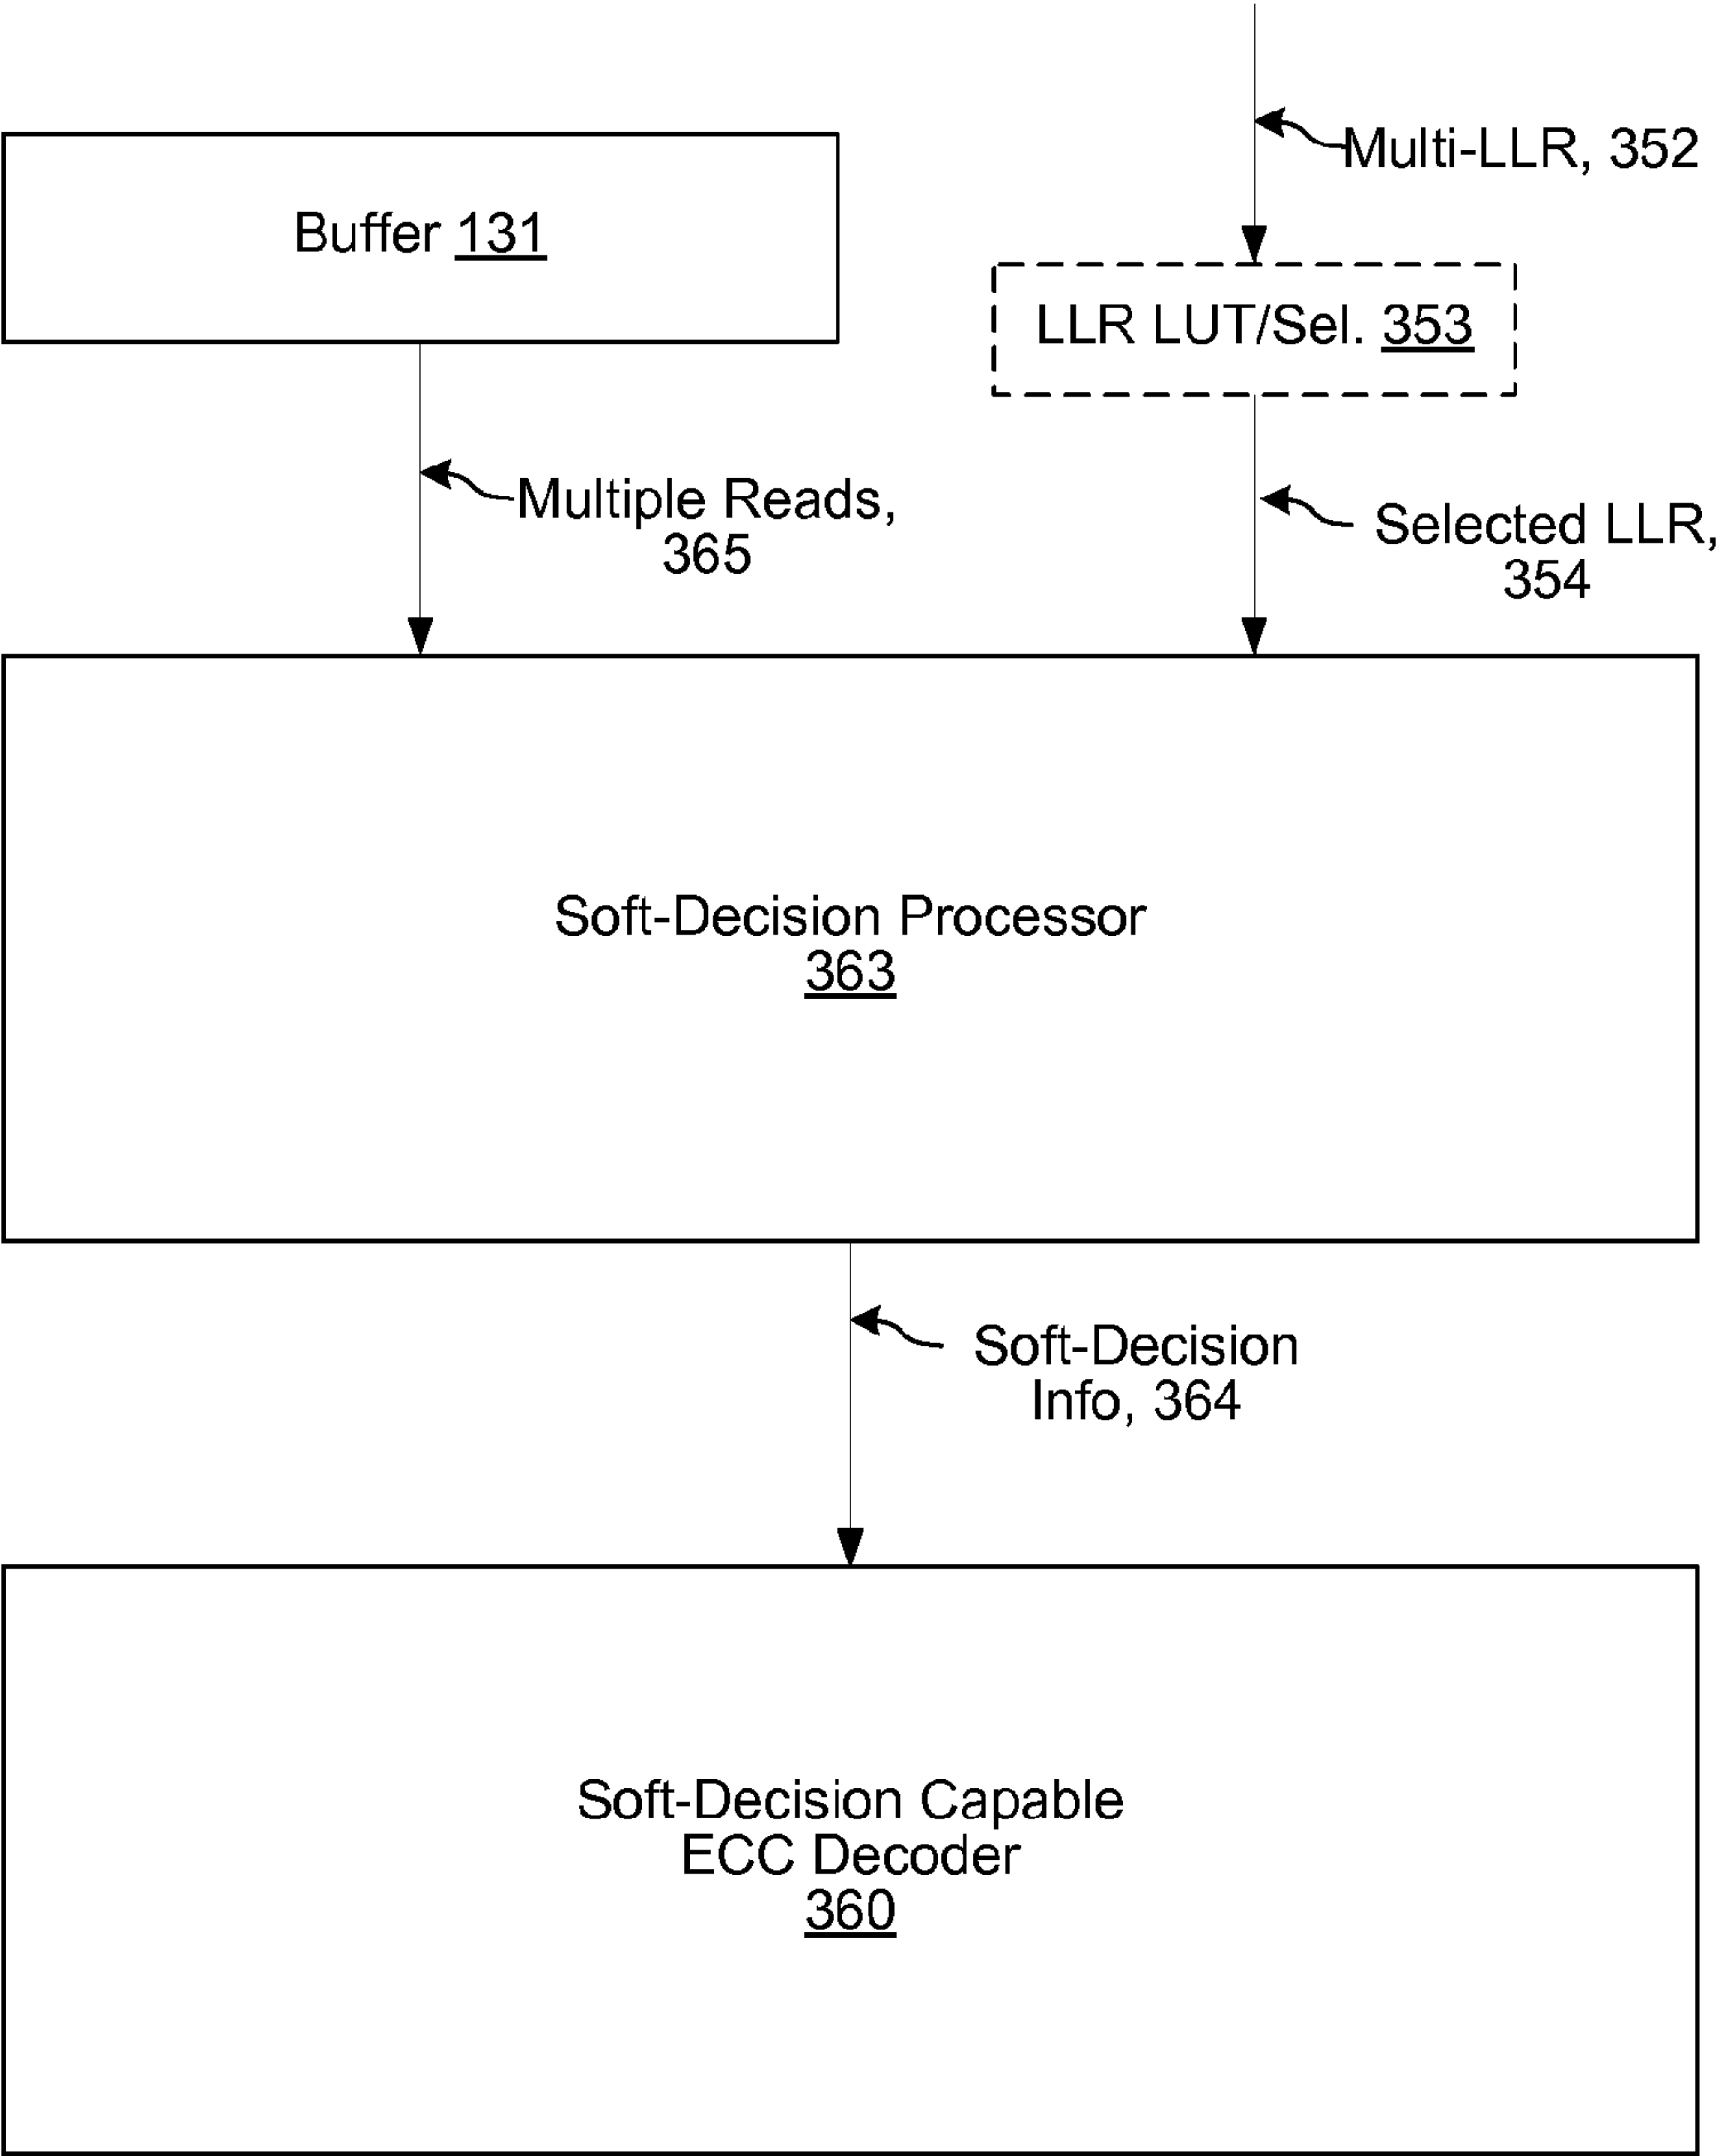 Multi-LLR, 352
Buffer 131
LLR LUT/Sel. 353
Multiple Reads,
365
Selected LLR,
354
Soft-Decision Processor
363
Soft-Decision
Info, 364
Soft-Decision Capable
ECC Decoder
360